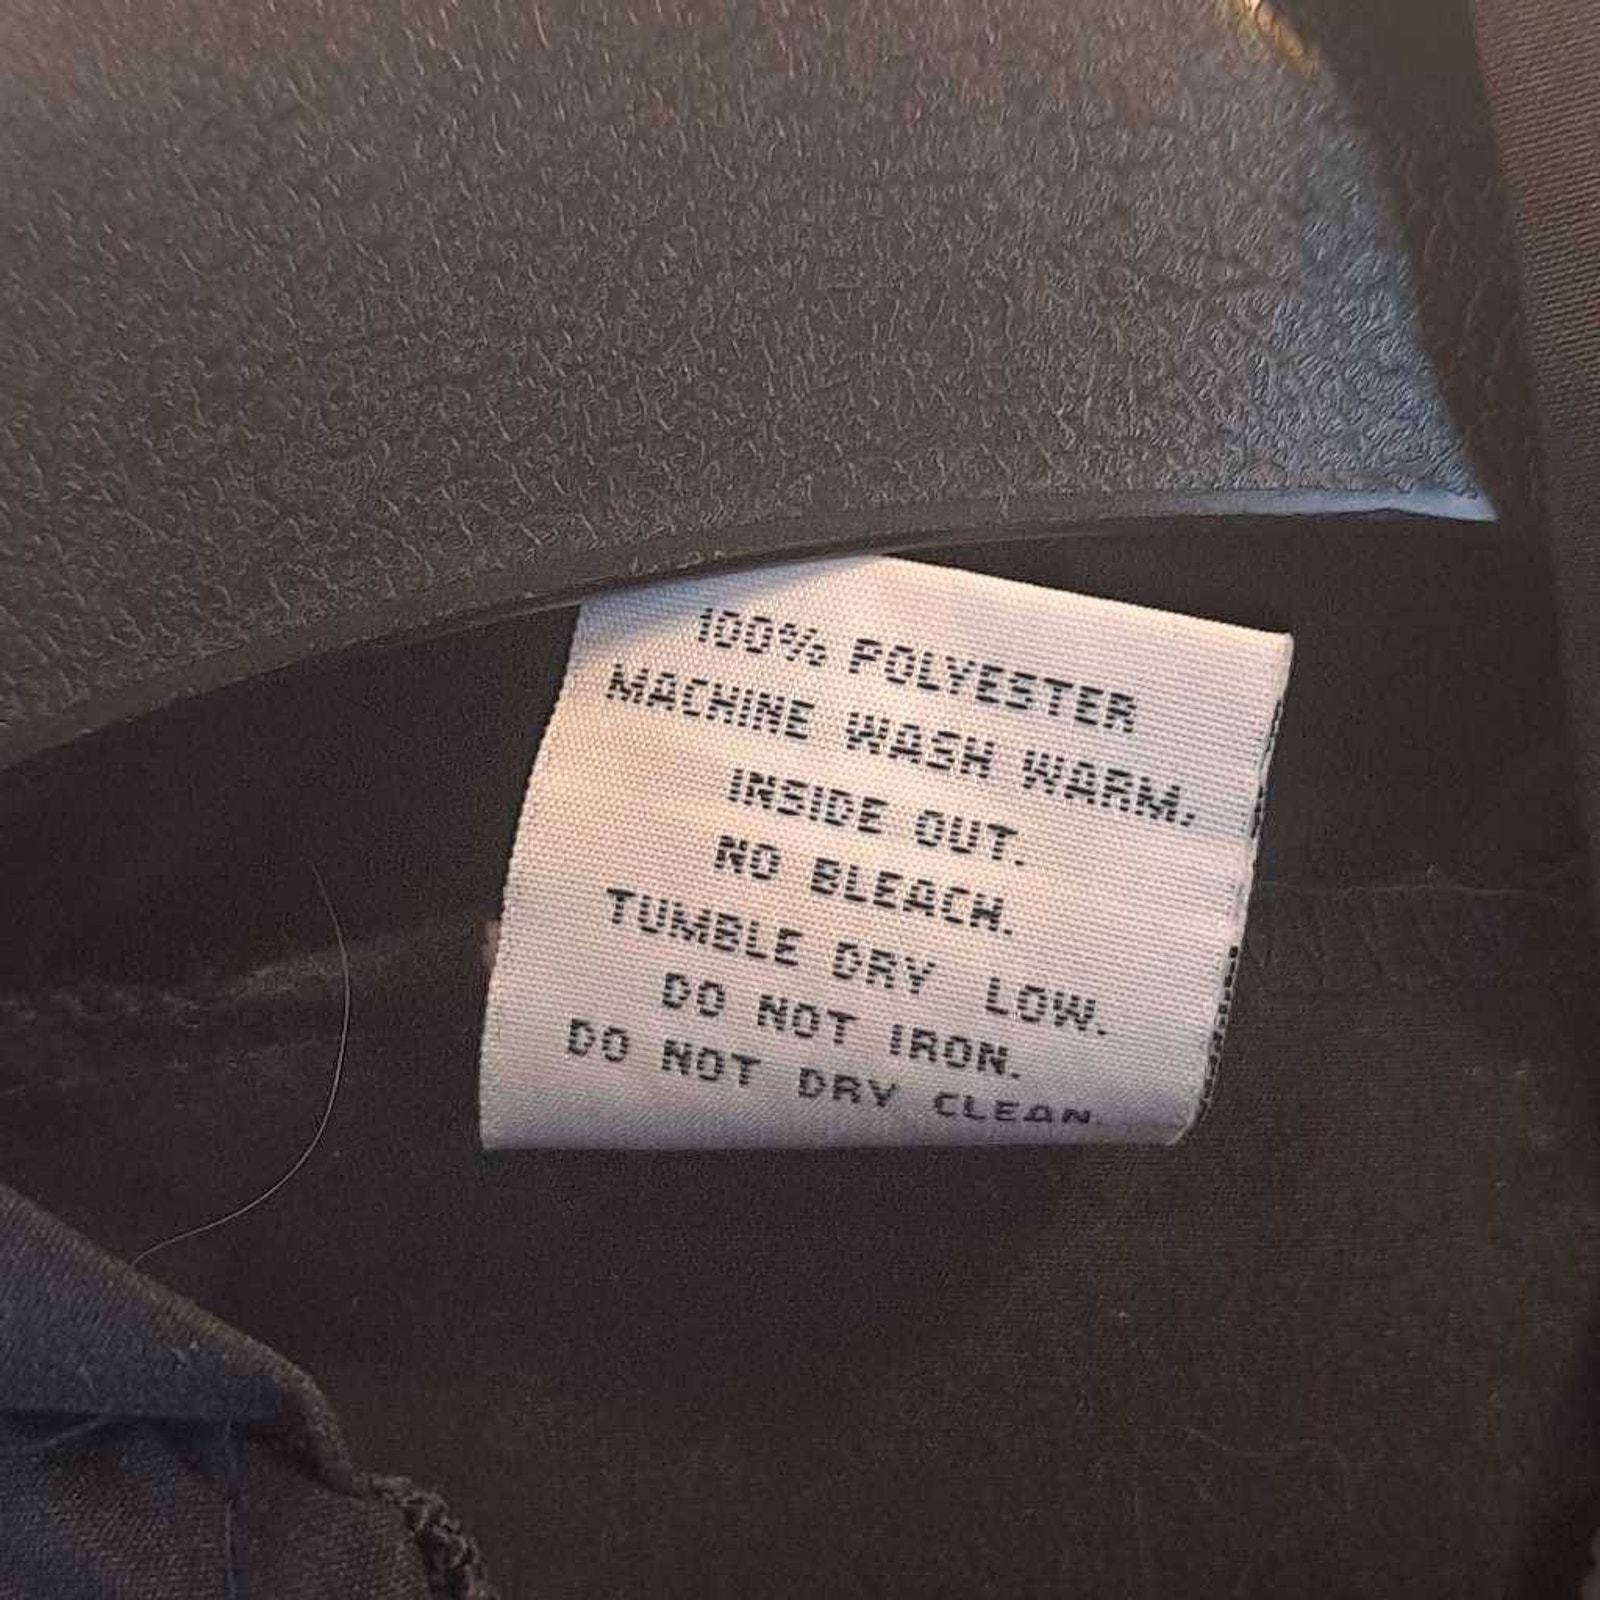 100% POLYESTER
MACHINE WASH WARM,
INSIDE OUT.
NO BLEACH.
TUMBLE DRY LOW.
DO NOT IRON.
DO NOT DRY CLEAN.